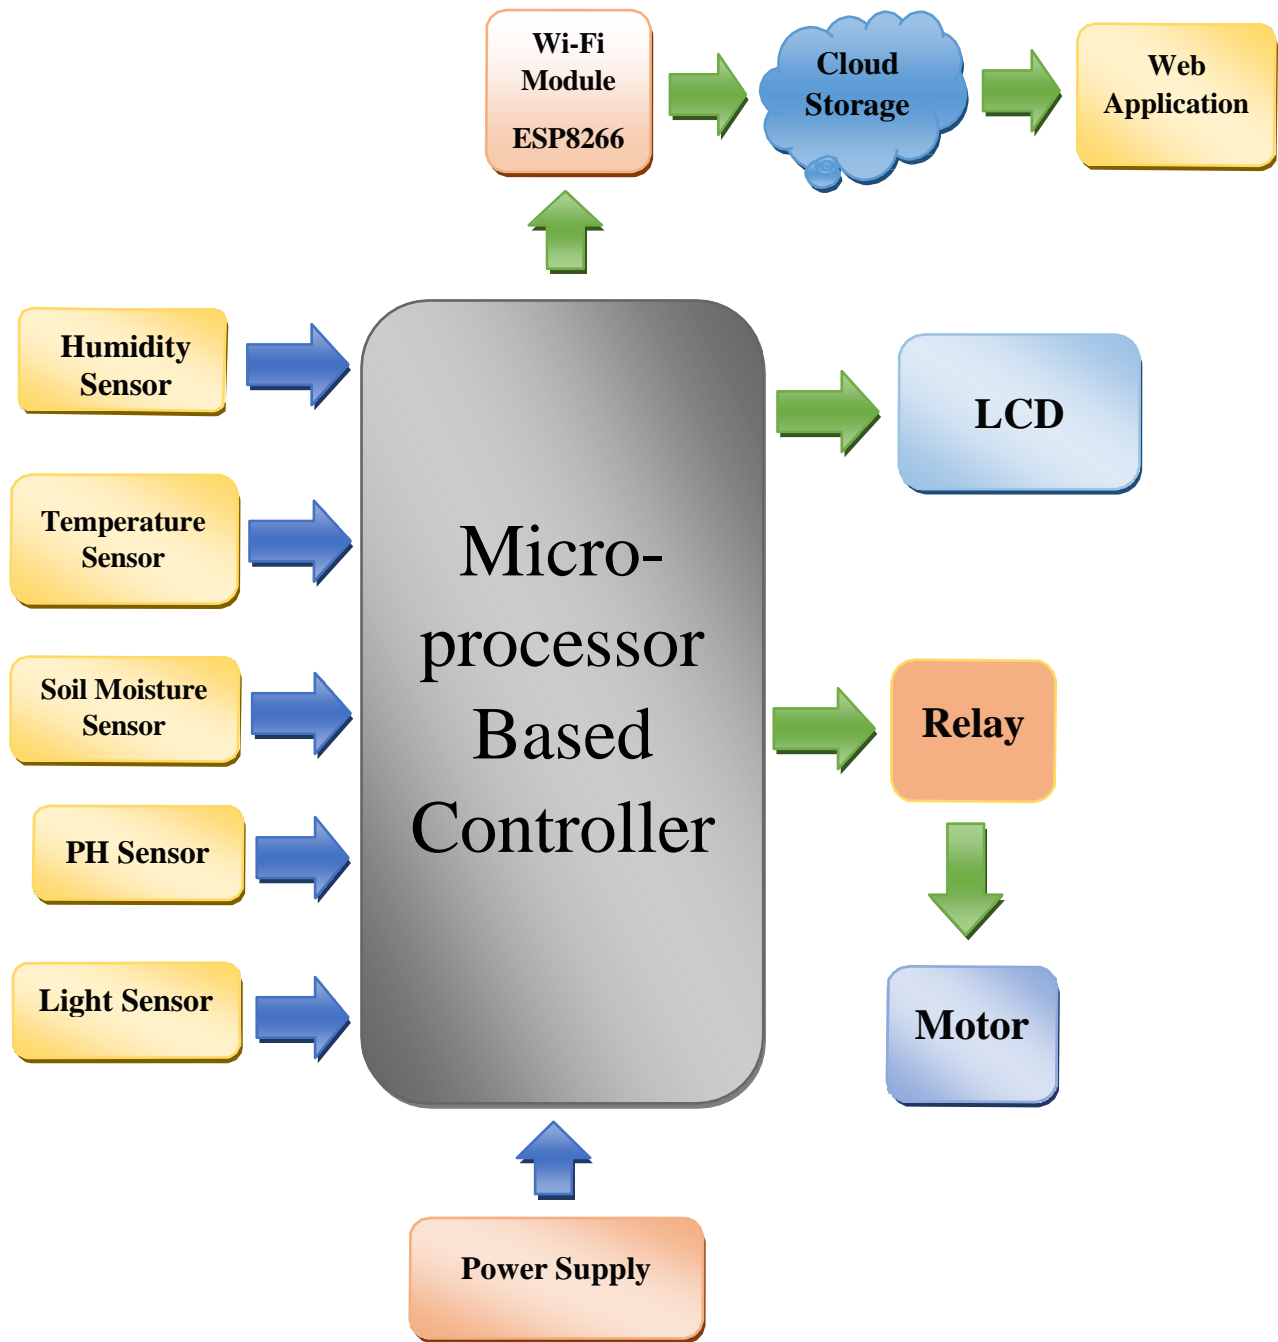 Wi-Fi
Module
ESP8266
Cloud
Storage
Web
Application
Humidity
Sensor
Temperature
Sensor
Soil Moisture
Sensor
PH Sensor
Light Sensor
Micro-
processor
Based
Controller
LCD
Relay
Motor
Power Supply